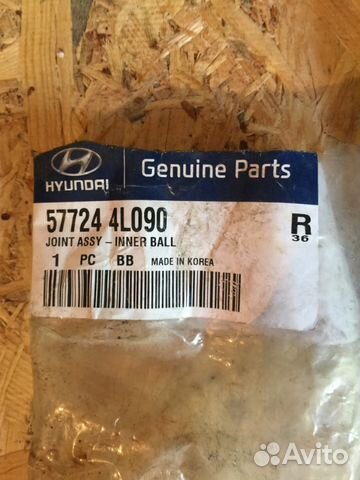 HYUNDAI
Genuine Parts
57724 4L090
JOINT ASSY - INNER BALL
1 PC BB MADE IN KOREA
R
36
Avito